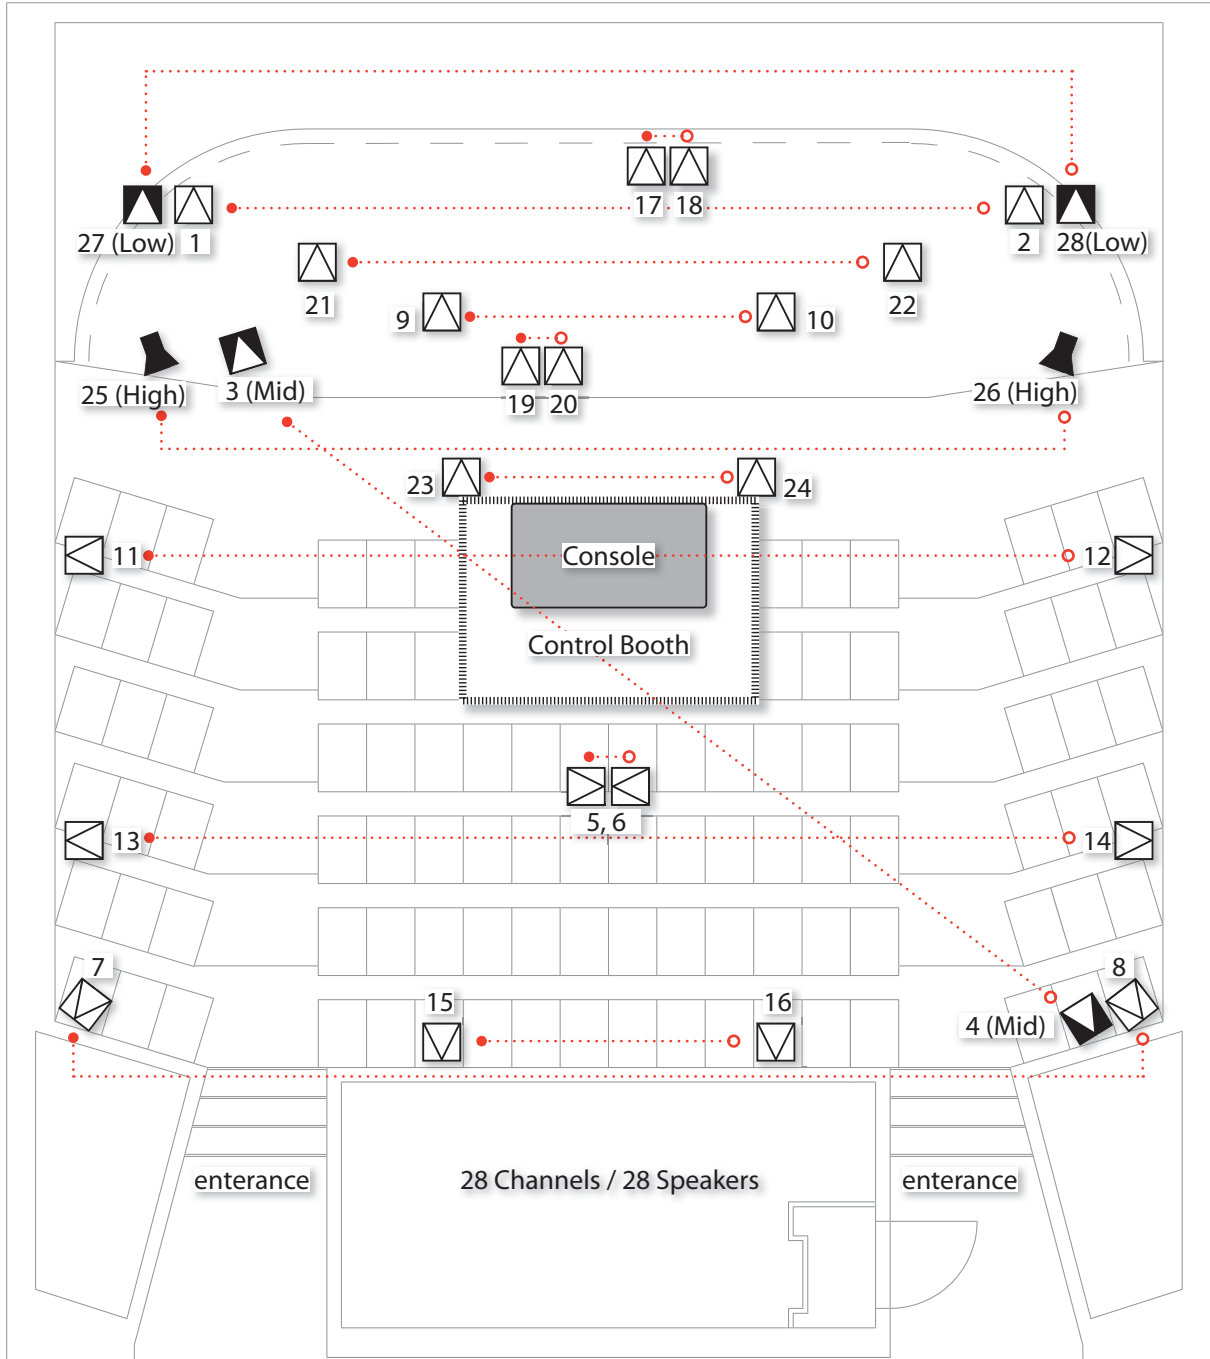 17 18
27 (Low) 1
2 28(Low)
21
22
9
10
25 (High)
3 (Mid)
19 20
26 (High)
23
24
11
Console
12
Control Booth
5, 6
13
14
7
8
15
16
4 (Mid)
enterance
28 Channels / 28 Speakers
enterance